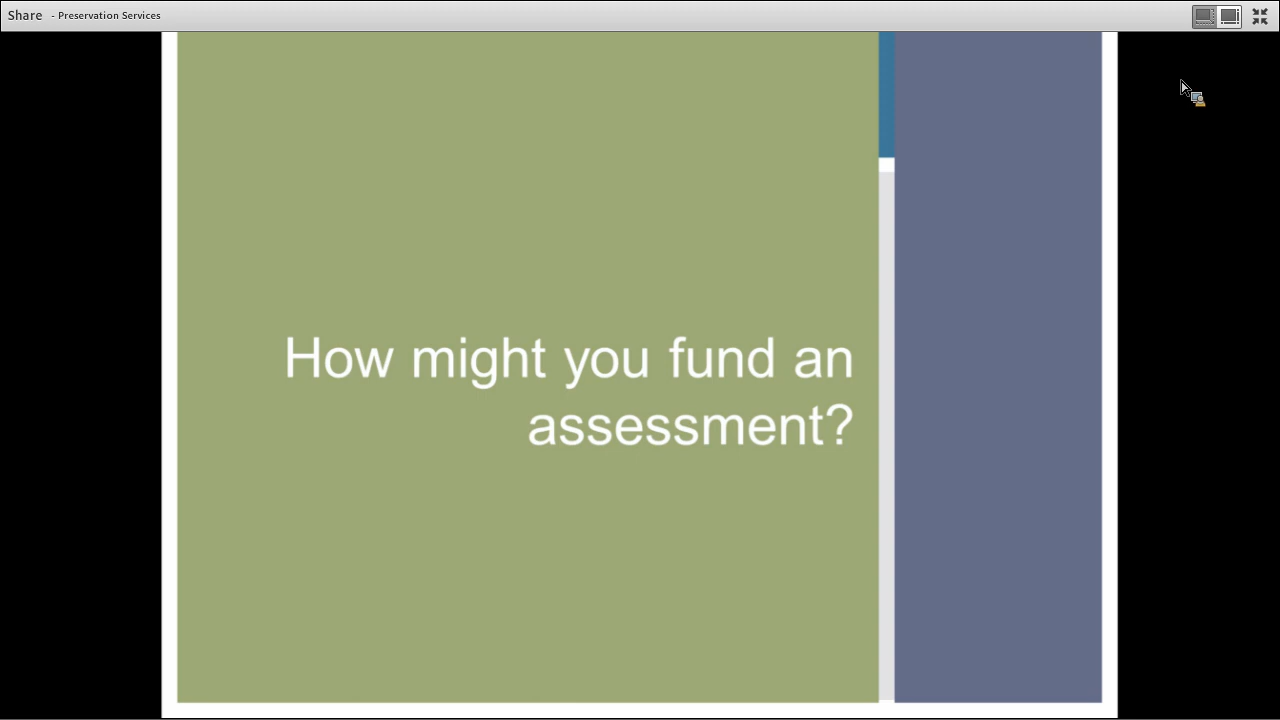 Share - Preservation Services
How might you fund an
assessment?